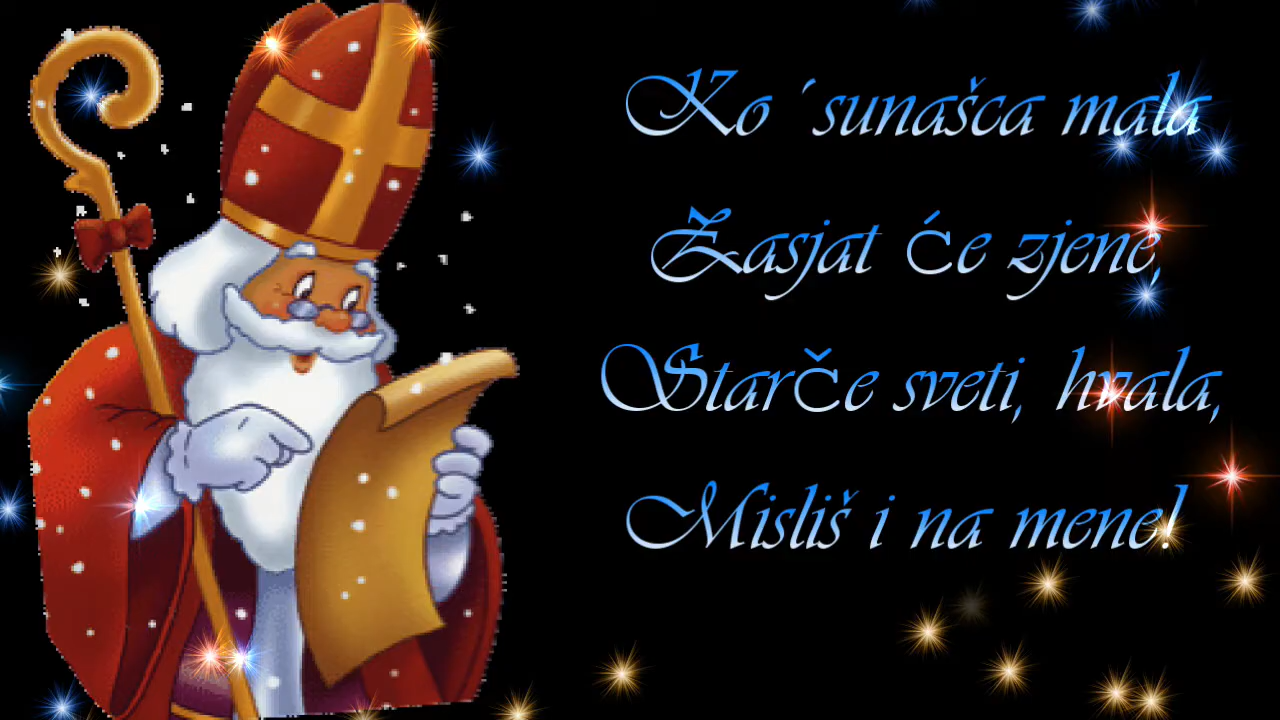 Ko ´sunašca mala
Zasjat će zjene,
Starče sveti, hvala,
Misliš i na mene!